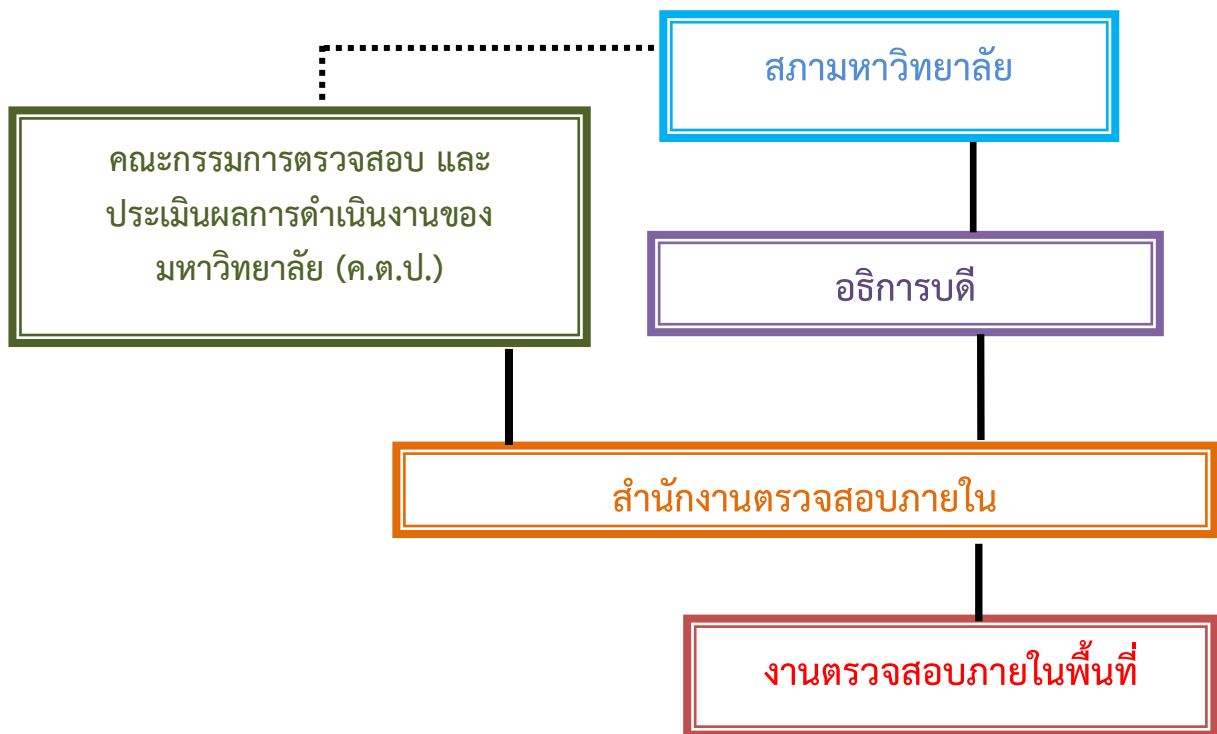 สภามหาวิทยาลัย
คณะกรรมการตรวจสอบ และ
ประเมินผลการดำเนินงานของ
มหาวิทยาลัย (ค.ต.ป.)
อธิการบดี
สำนักงานตรวจสอบภายใน
งานตรวจสอบภายในพื้นที่